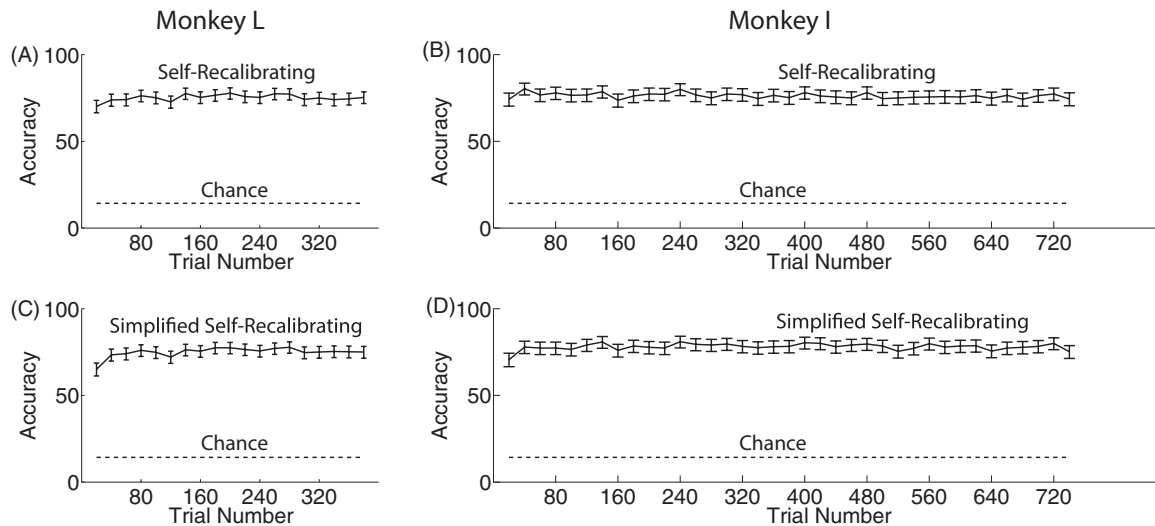 Monkey L
Monkey I
(A)
100
50
0
Accuracy
Self-Recalibrating
Chance
80 160 240 320
Trial Number
(B)
100
50
0
Accuracy
Self-Recalibrating
Chance
80 160 240 320 400 480 560 640 720
Trial Number
(C)
100
50
0
Accuracy
Simplified Self-Recalibrating
Chance
80 160 240 320
Trial Number
(D)
100
50
0
Accuracy
Simplified Self-Recalibrating
Chance
80 160 240 320 400 480 560 640 720
Trial Number